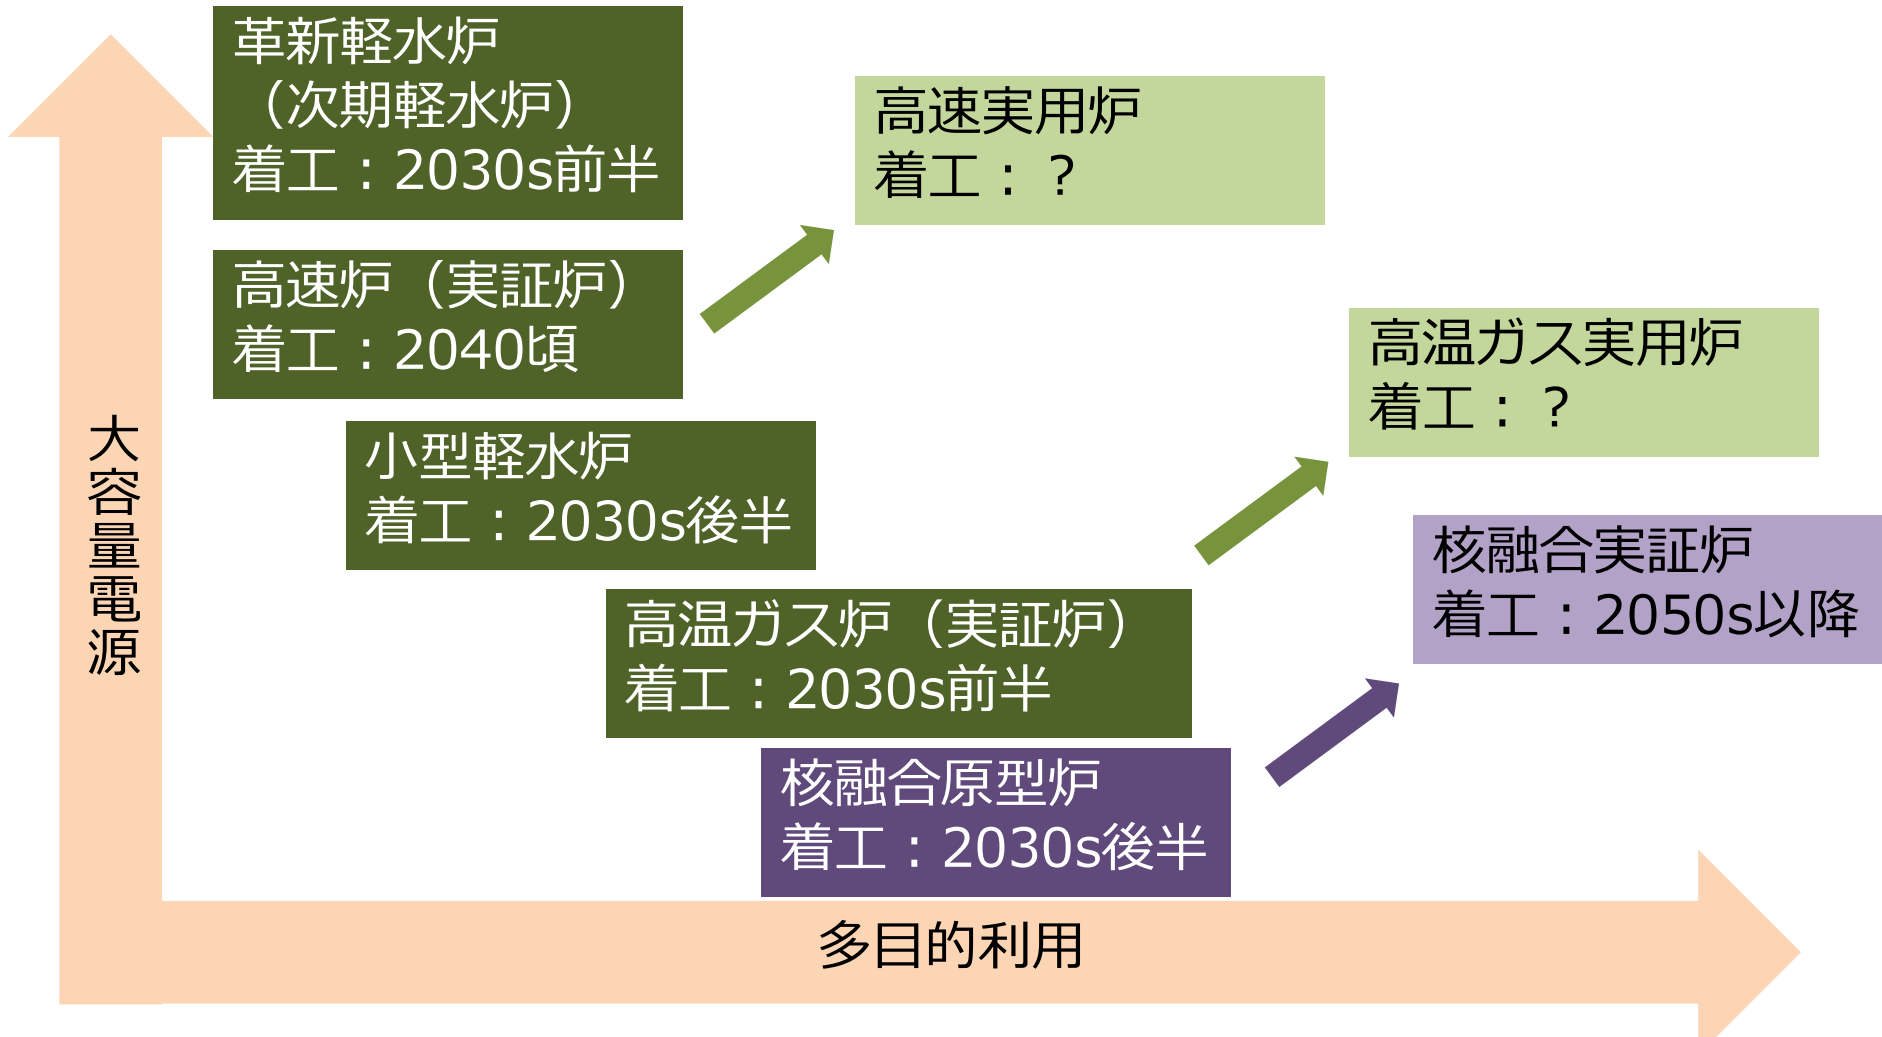 革新軽水炉
（次期軽水炉）
着工：2030s前半
高速実用炉
着工：？
高速炉（実証炉）
着工：2040頃
高温ガス実用炉
着工：？
小型軽水炉
着工：2030s後半
核融合実証炉
着工：2050s以降
高温ガス炉（実証炉）
着工：2030s前半
核融合原型炉
着工：2030s後半
大容量電源
多目的利用